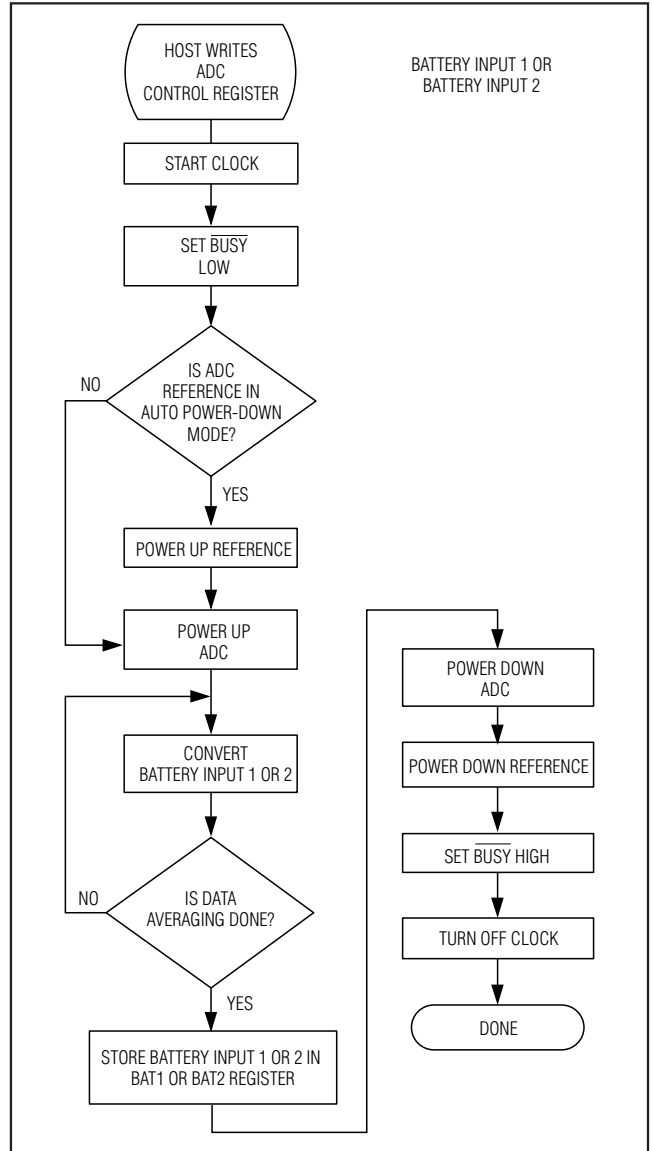 HOST WRITES
ADC
CONTROL REGISTER
BATTERY INPUT 1 OR
BATTERY INPUT 2
START CLOCK
SET B̅U̅S̅Y̅
LOW
IS ADC
REFERENCE IN
AUTO POWER-DOWN
MODE?
NO
YES
POWER UP REFERENCE
POWER UP
ADC
CONVERT
BATTERY INPUT 1 OR 2
IS DATA
AVERAGING DONE?
NO
YES
STORE BATTERY INPUT 1 OR 2 IN
BAT1 OR BAT2 REGISTER
POWER DOWN
ADC
POWER DOWN REFERENCE
SET B̅U̅S̅Y̅ HIGH
TURN OFF CLOCK
DONE